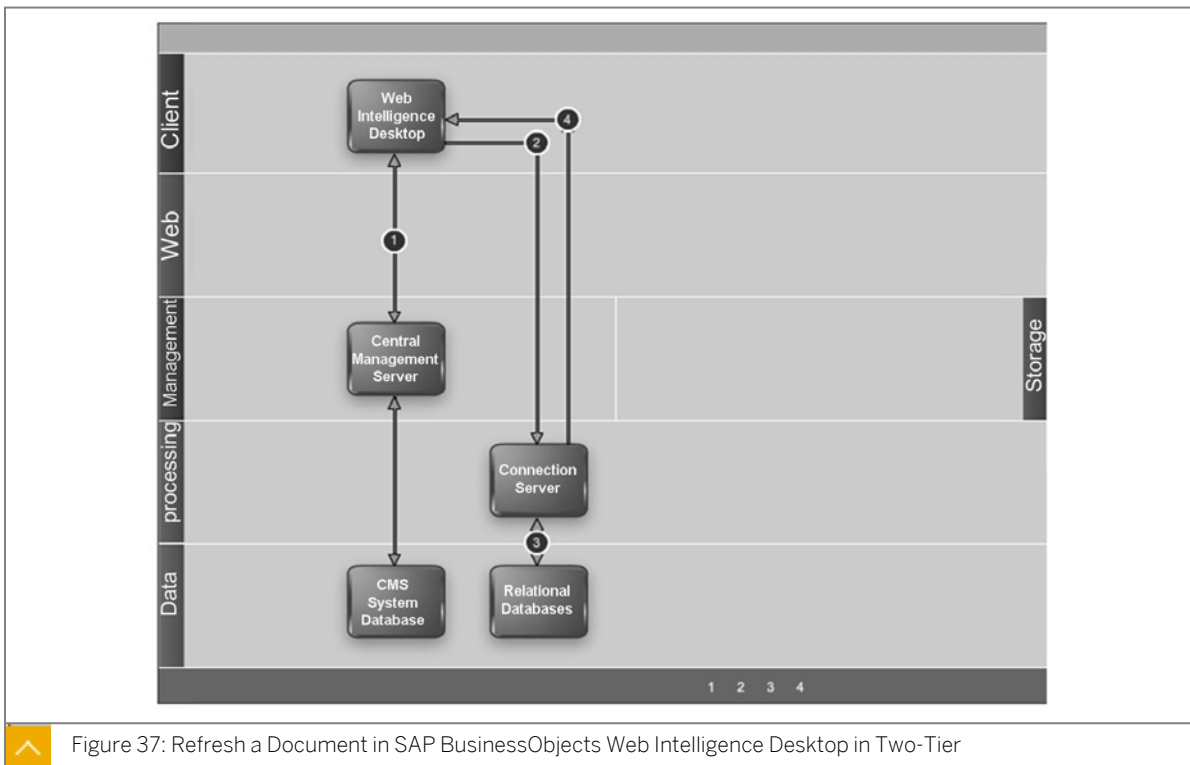 Client
Web
Intelligence
Desktop
4
2
Web
1
Management
Central
Management
Server
Storage
processing
Connection
Server
3
Data
CMS
System
Database
Relational
Databases
1 2 3 4
Figure 37: Refresh a Document in SAP BusinessObjects Web Intelligence Desktop in Two-Tier